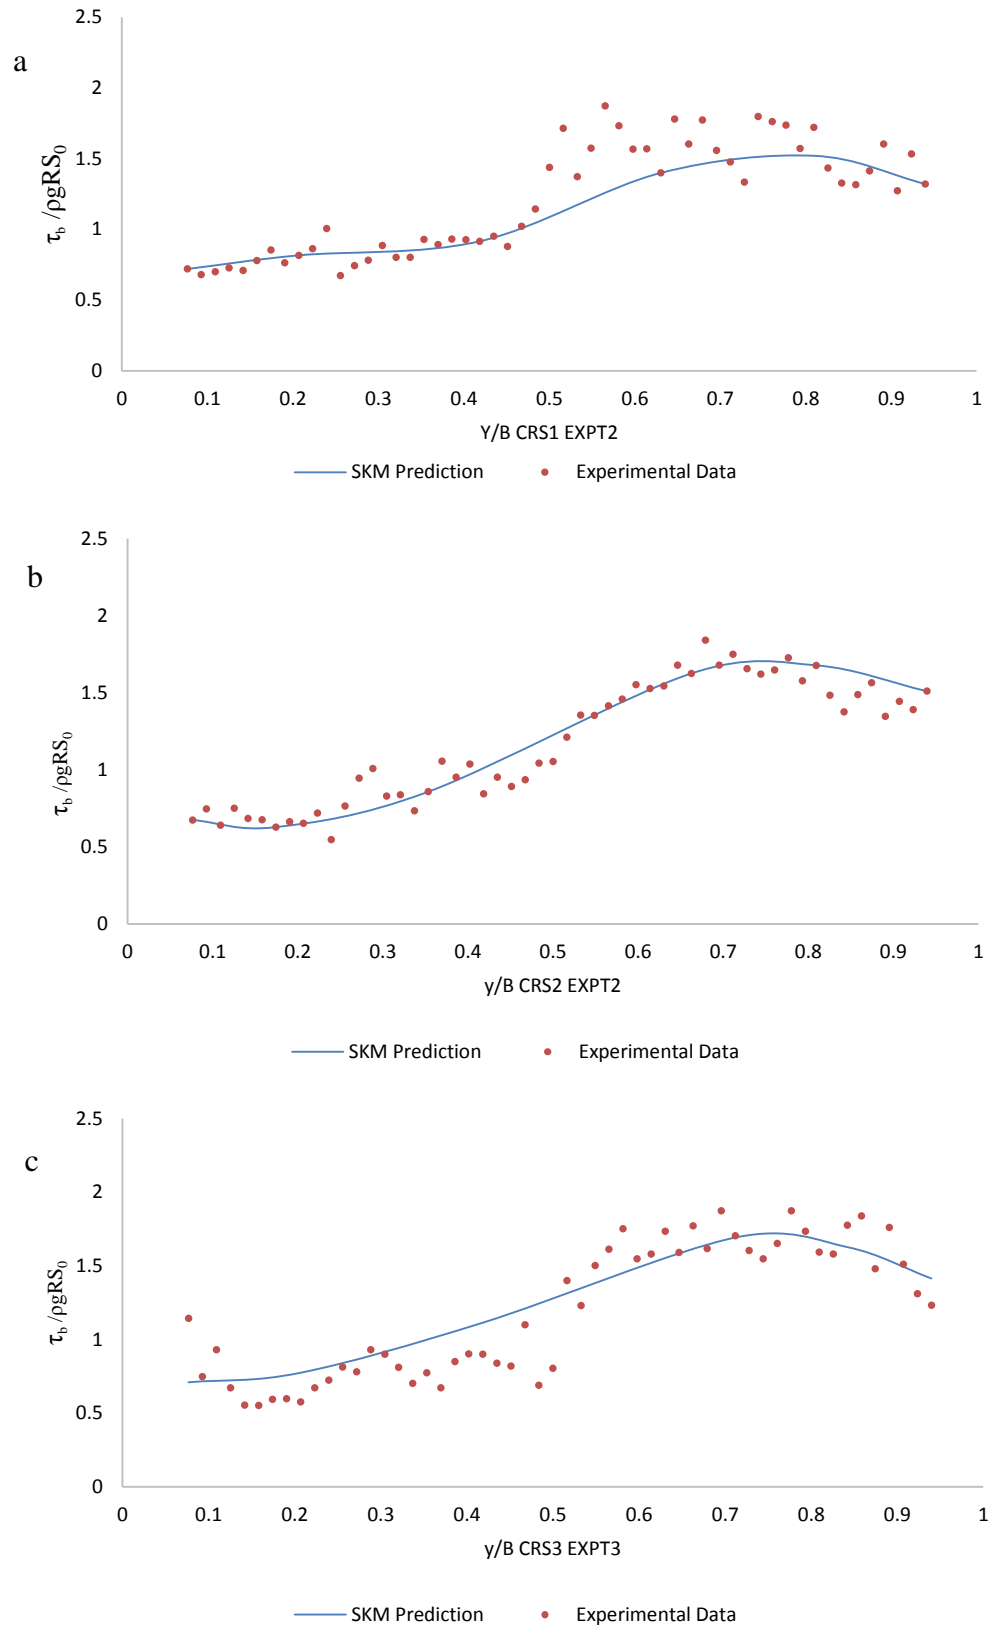 a
2.5
2
1.5
1
0.5
0
τb /ρgRS0
0 0.1 0.2 0.3 0.4 0.5 0.6 0.7 0.8 0.9 1
Y/B CRS1 EXPT2
SKM Prediction Experimental Data
b
2.5
2
1.5
1
0.5
0
τb /ρgRS0
0 0.1 0.2 0.3 0.4 0.5 0.6 0.7 0.8 0.9 1
y/B CRS2 EXPT2
SKM Prediction Experimental Data
c
2.5
2
1.5
1
0.5
0
τb /ρgRS0
0 0.1 0.2 0.3 0.4 0.5 0.6 0.7 0.8 0.9 1
y/B CRS3 EXPT3
SKM Prediction Experimental Data